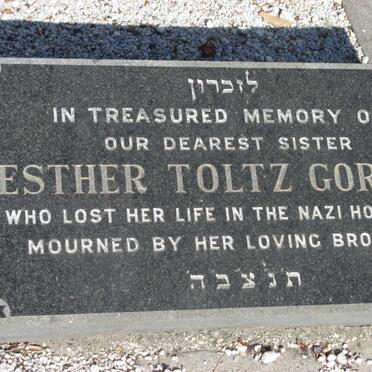 לזכרון
IN TREASURED MEMORY O
OUR DEAREST SISTER
ESTHER TOLTZ GOR
WHO LOST HER LIFE IN THE NAZI HO
MOURNED BY HER LOVING BRO
ת נ צ ב ה